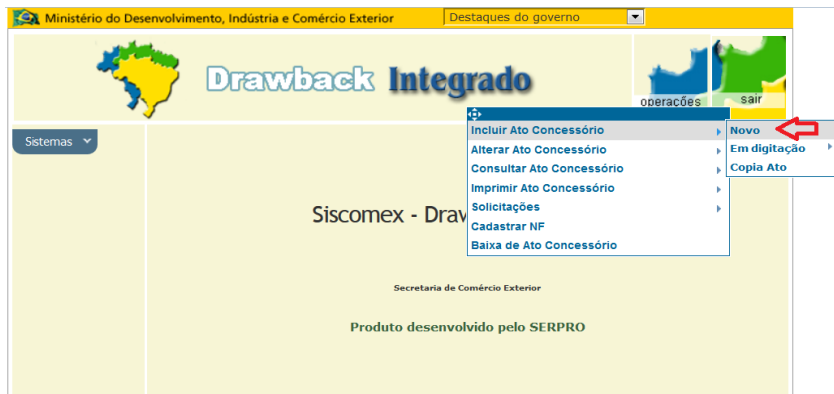 Ministério do Desenvolvimento, Indústria e Comércio Exterior
Destaques do governo
Drawback Integrado
operações
sair
Sistemas
Incluir Ato Concessório
Novo
Alterar Ato Concessório
Em digitação
Consultar Ato Concessório
Copia Ato
Imprimir Ato Concessório
Solicitações
Cadastrar NF
Baixa de Ato Concessório
Siscomex - Draw
Secretaria de Comércio Exterior
Produto desenvolvido pelo SERPRO